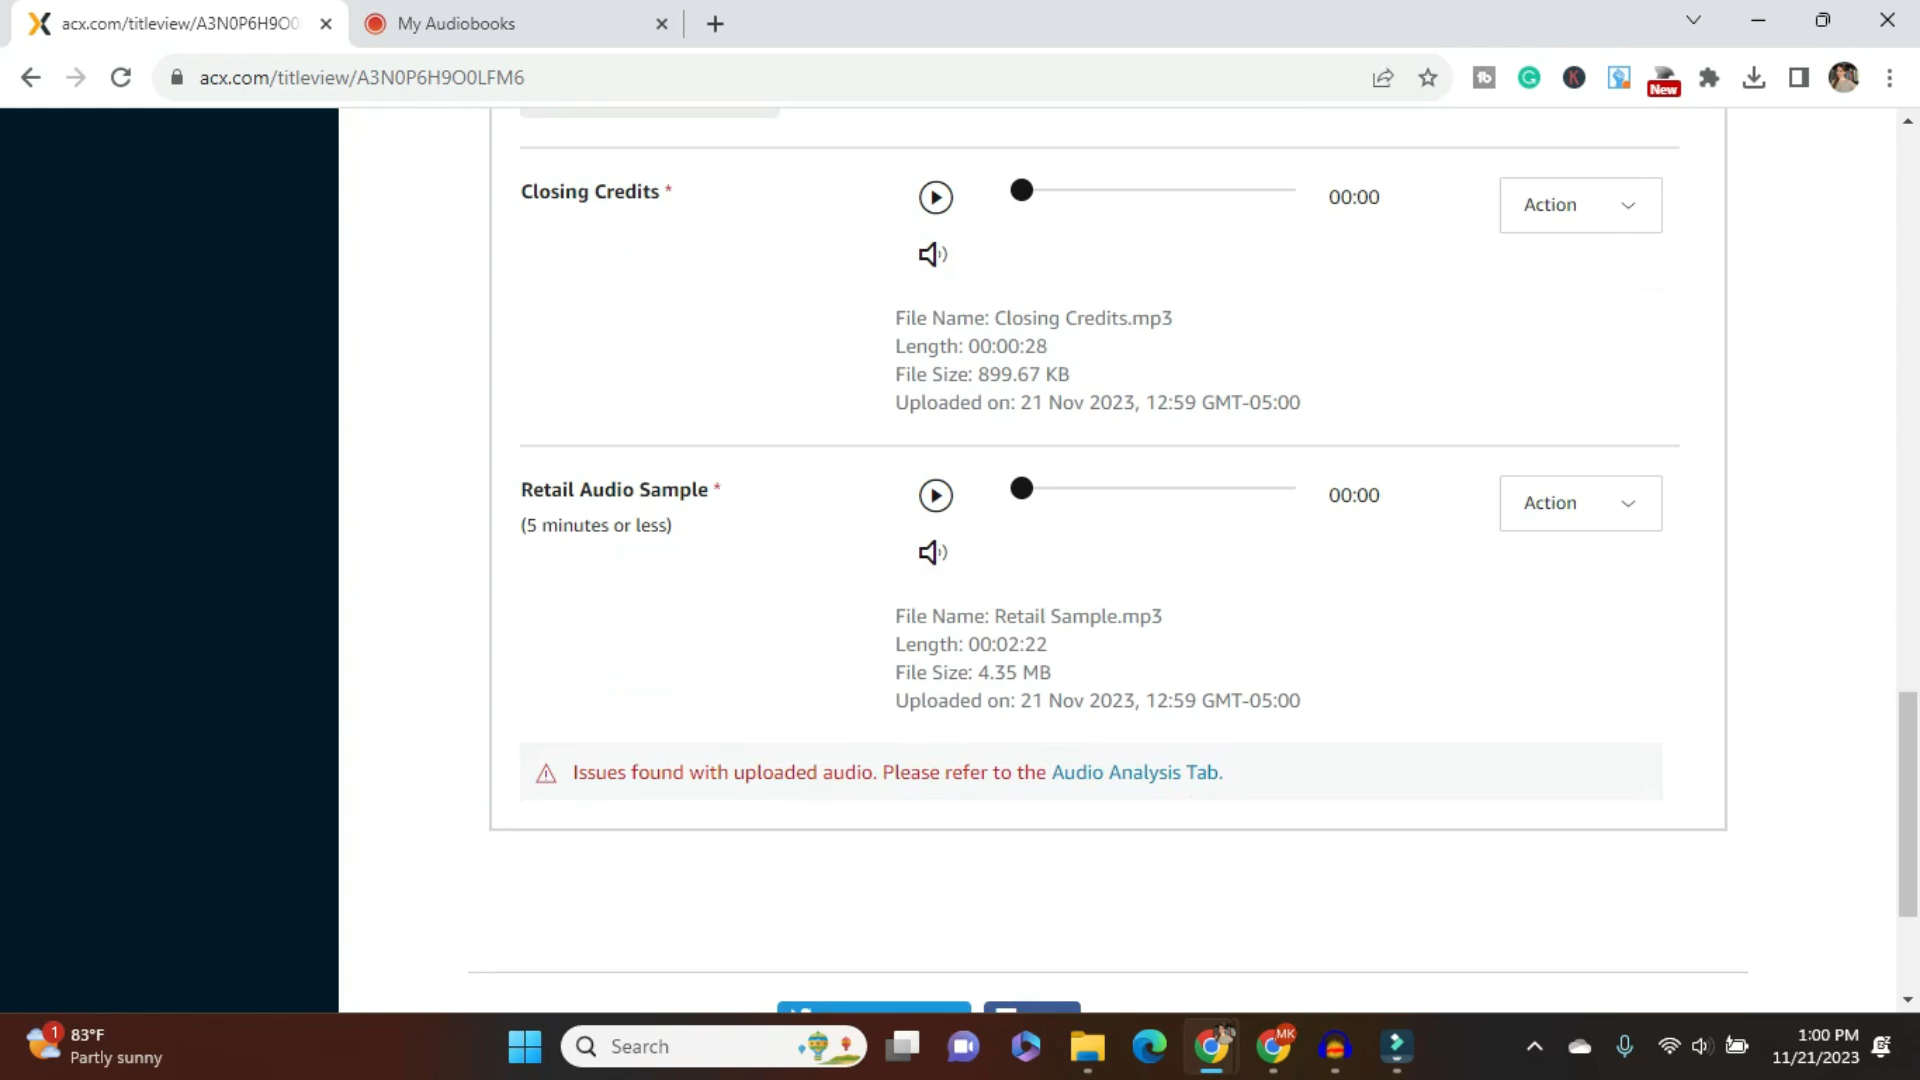 acx.com/titleview/A3N0P6H9O0
My Audiobooks
acx.com/titleview/A3N0P6H9O0LFM6
New
Closing Credits *
00:00
Action
File Name: Closing Credits.mp3
Length: 00:00:28
File Size: 899.67 KB
Uploaded on: 21 Nov 2023, 12:59 GMT-05:00
Retail Audio Sample *
00:00
Action
(5 minutes or less)
File Name: Retail Sample.mp3
Length: 00:02:22
File Size: 4.35 MB
Uploaded on: 21 Nov 2023, 12:59 GMT-05:00
Issues found with uploaded audio. Please refer to the Audio Analysis Tab.
1
83°F
Partly sunny
Search
MK
1:00 PM
11/21/2023